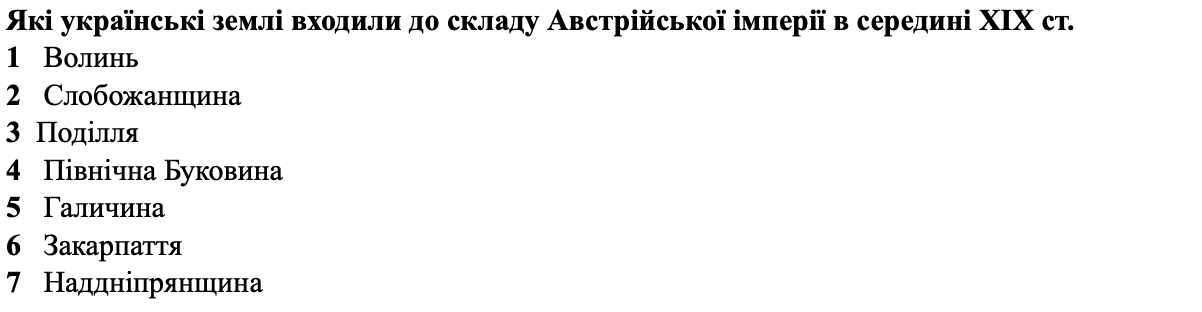 Які українські землі входили до складу Австрійської імперії в середині XIX ст.
1 Волинь
2 Слобожанщина
3 Поділля
4 Північна Буковина
5 Галичина
6 Закарпаття
7 Наддніпрянщина